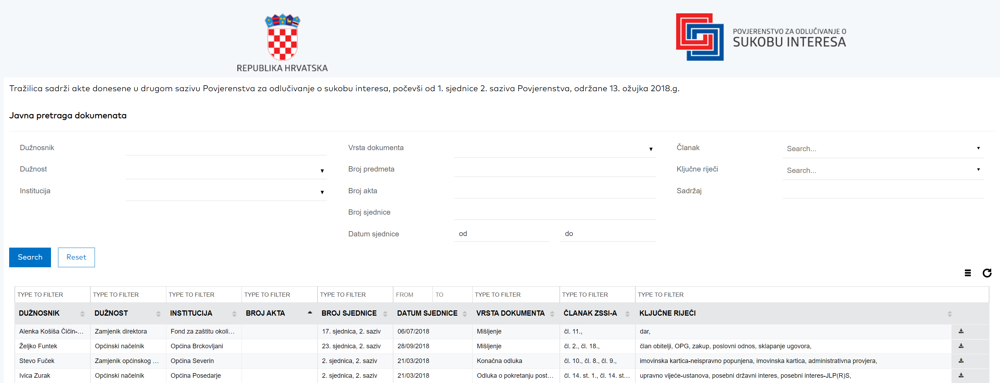 REPUBLIKA HRVATSKA
POVJERENSTVO ZA ODLUČIVANJE O
SUKOBU INTERESA
Tražilica sadrži akte donesene u drugom sazivu Povjerenstva za odlučivanje o sukobu interesa, počevši od 1. sjednice 2. saziva Povjerenstva, održane 13. ožujka 2018.g.
Javna pretraga dokumenata
Dužnosnik
Dužnost
Institucija
Vrsta dokumenta
Broj predmeta
Broj akta
Broj sjednice
Datum sjednice od do
Članak Search...
Ključne riječi Search...
Sadržaj
Search Reset
TYPE TO FILTER TYPE TO FILTER TYPE TO FILTER TYPE TO FILTER TYPE TO FILTER FROM TO TYPE TO FILTER TYPE TO FILTER TYPE TO FILTER
DUŽNOSNIK DUŽNOST INSTITUCIJA BROJ AKTA BROJ SJEDNICE DATUM SJEDNICE VRSTA DOKUMENTA ČLANAK ZSSI-A KLJUČNE RIJEČI
Alenka Košiša Čičin-... Zamjenik direktora Fond za zaštitu okoli... 17. sjednica, 2. saziv 06/07/2018 Mišljenje čl. 11., dar,
Željko Funtek Općinski načelnik Općina Brckovljani 23. sjednica, 2. saziv 28/09/2018 Mišljenje čl. 2., čl. 18., član obitelji, OPG, zakup, poslovni odnos, sklapanje ugovora,
Stevo Fuček Zamjenik općinskog ... Općina Severin 2. sjednica, 2. saziv 21/03/2018 Konačna odluka čl. 10., čl. 8., čl. 9., imovinska kartica-neispravno popunjena, imovinska kartica, administrativna provjera,
Ivica Zurak Općinski načelnik Općina Posedarje 2. sjednica, 2. saziv 21/03/2018 Odluka o pokretanju post... čl. 14. st. 1., čl. 14. st... upravno vijeće-ustanova, posebni državni interes, posebni interes-JLP(R)S,